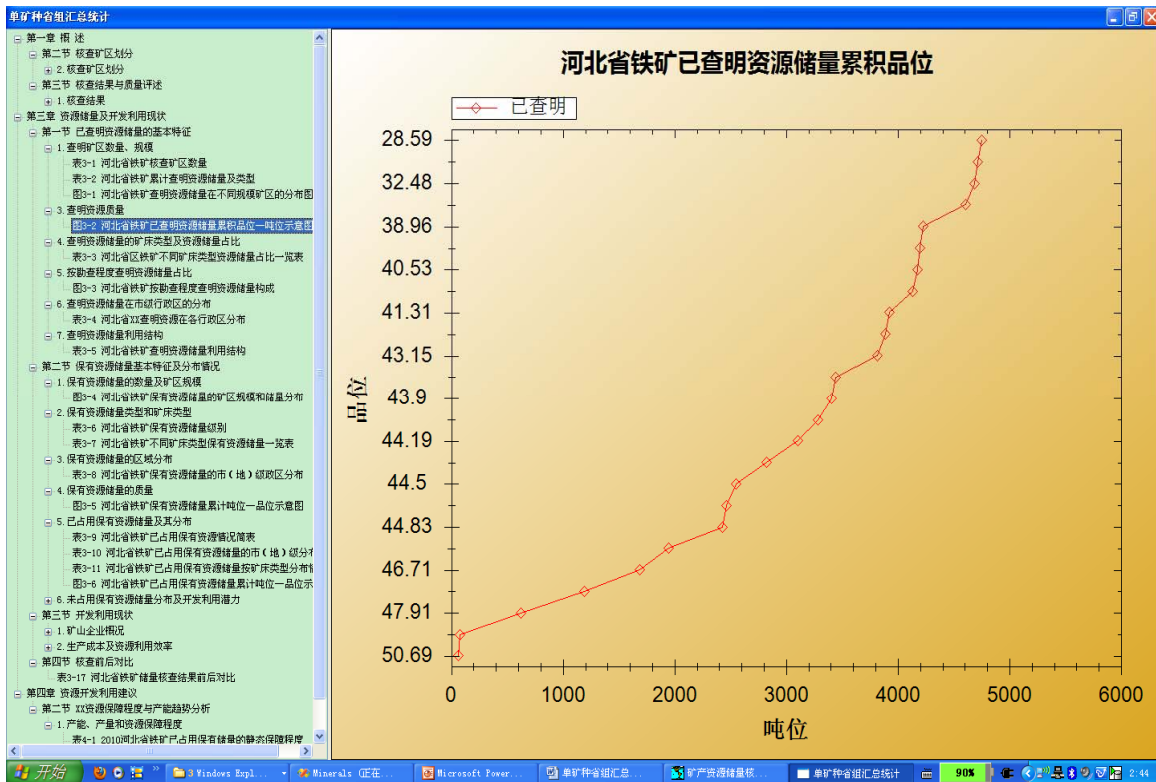 单矿种省组汇总统计
第一章 概 述
第二节 核查矿区划分
2.核查矿区划分
第三节 核查结果与质量评述
1.核查结果
第三章 资源储量及开发利用现状
第一节 已查明资源储量的基本特征
1.查明矿区数量、规模
表3-1 河北省铁矿核查矿区数量
表3-2 河北省铁矿累计查明资源储量及类型
图3-1 河北省铁矿查明资源储量在不同规模矿区的分布图
3.查明资源质量
图3-2 河北省铁矿已查明资源储量累积品位—吨位示意图
4.查明资源储量的矿床类型及资源储量占比
表3-3 河北省区铁矿不同矿床类型资源储量占比一览表
5.按勘查程度查明资源储量占比
图3-3 河北省铁矿按勘查程度查明资源储量构成
6.查明资源储量在市级行政区的分布
表3-4 河北省XX查明资源在各行政区分布
7.查明资源储量利用结构
表3-5 河北省铁矿查明资源储量利用结构
第二节 保有资源储量基本特征及分布情况
1.保有资源储量的数量及矿区规模
图3-4 河北省铁矿保有资源储量的矿区规模和储量分布
2.保有资源储量类型和矿床类型
表3-6 河北省铁矿保有资源储量级别
表3-7 河北省铁矿不同矿床类型保有资源储量一览表
3.保有资源储量的区域分布
表3-8 河北省铁矿保有资源储量的市(地)级政区分布
4.保有资源储量的质量
图3-5 河北省铁矿保有资源储量累计吨位—品位示意图
5.已占用保有资源储量及其分布
表3-9 河北省铁矿已占用保有资源情况简表
表3-10 河北省铁矿已占用保有资源储量的市(地)级分布
表3-11 河北省铁矿已占用保有资源储量按矿床类型分布
图3-6 河北省铁矿已占用保有资源储量累计吨位—品位示
6.未占用保有资源储量分布及开发利用潜力
第三节 开发利用现状
1.矿山企业概况
2.生产成本及资源利用效率
第四节 核查前后对比
表3-17 河北省铁矿储量核查结果前后对比
第四章 资源开发利用建议
第二节 XX资源保障程度与产能趋势分析
1.产能、产量和资源保障程度
表4-1 2010河北省铁矿已占用保有储量的静态保障程度
河北省铁矿已查明资源储量累积品位
已查明
28.59
32.48
38.96
40.53
41.31
43.15
43.9
44.19
44.5
44.83
46.71
47.91
50.69
品位
0 1000 2000 3000 4000 5000 6000
吨位
开始
3 Windows Expl...
Minerals (正在...
Microsoft Power...
单矿种省组汇总...
矿产资源储量核...
单矿种省组汇总统计
90%
2:44